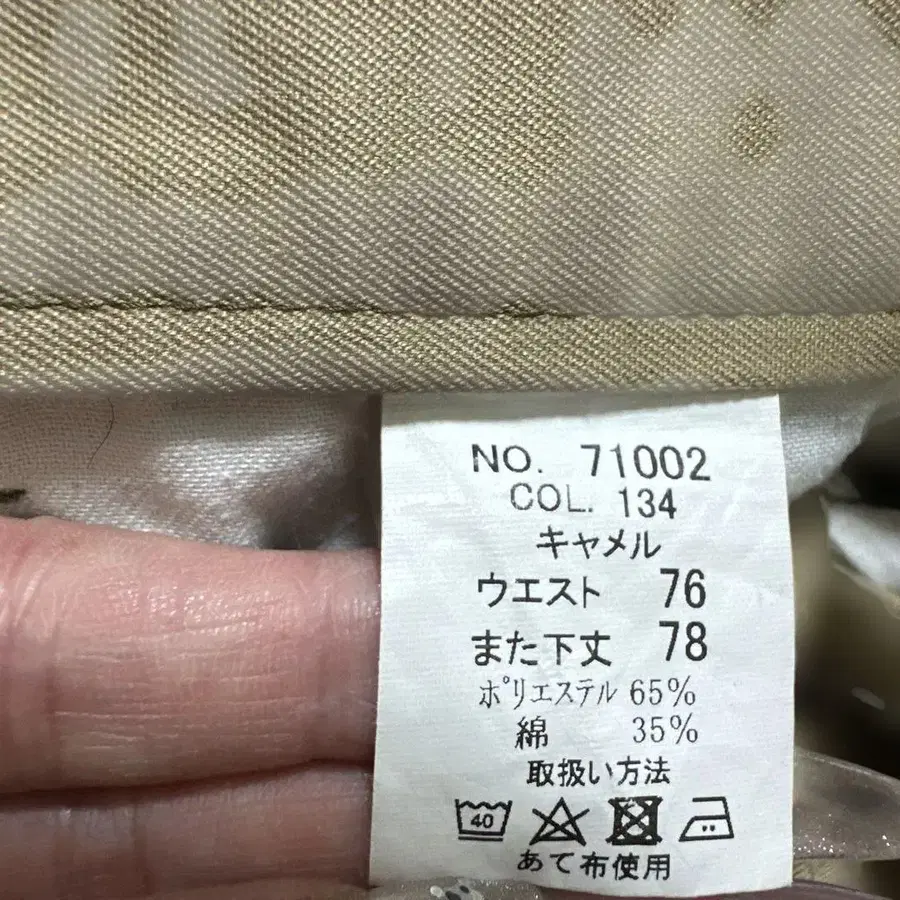 NO. 71002
COL. 134
キャメル
ウエスト 76
また下丈 78
ポリエステル 65%
綿 35%
取扱い方法
40
あて布使用